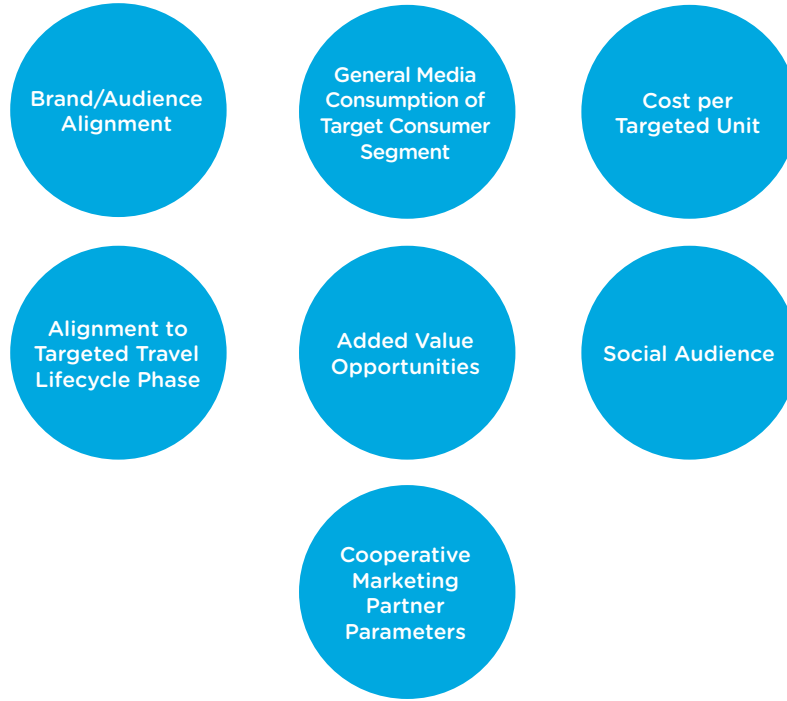 Brand/Audience
Alignment
General Media
Consumption of
Target Consumer
Segment
Cost per
Targeted Unit
Alignment to
Targeted Travel
Lifecycle Phase
Added Value
Opportunities
Social Audience
Cooperative
Marketing
Partner
Parameters